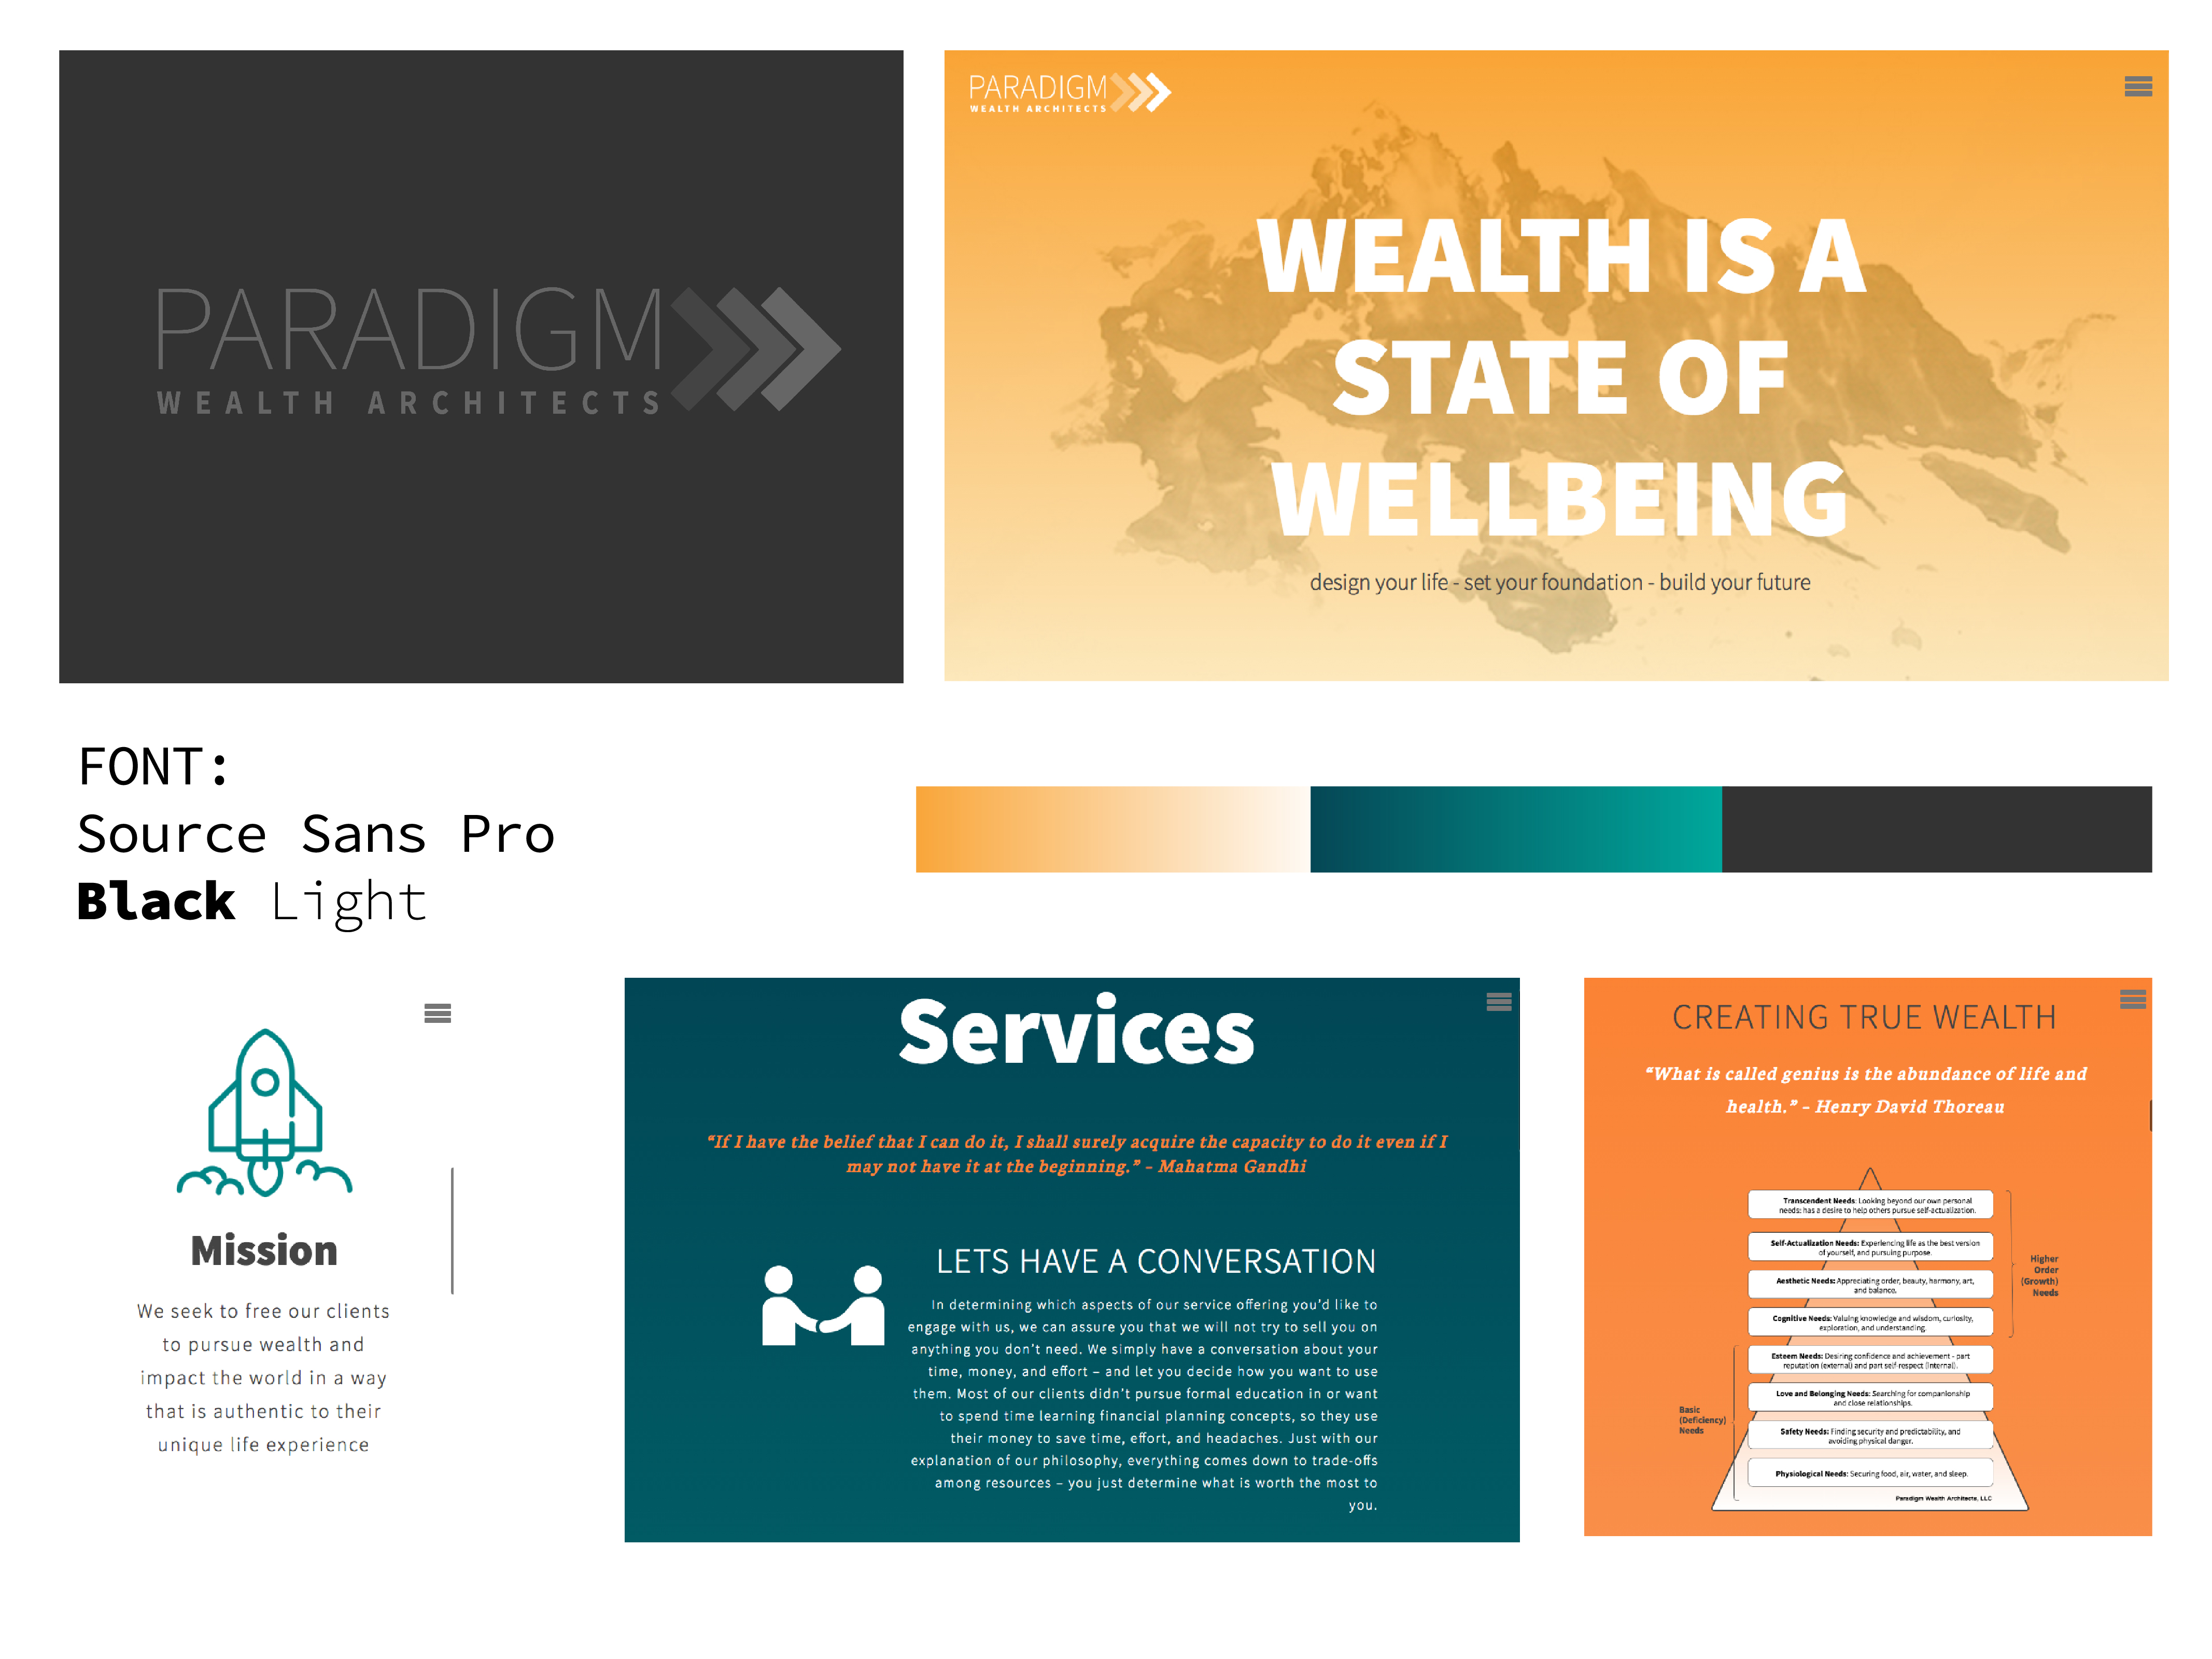 PARADIGM
WEALTH ARCHITECTS
PARADIGM
WEALTH ARCHITECTS
WEALTH IS A
STATE OF
WELLBEING
design your life - set your foundation - build your future
FONT:
Source Sans Pro
Black Light
Mission
We seek to free our clients
to pursue wealth and
impact the world in a way
that is authentic to their
unique life experience
Services
“If I have the belief that I can do it, I shall surely acquire the capacity to do it even if I
may not have it at the beginning.” – Mahatma Gandhi
LETS HAVE A CONVERSATION
In determining which aspects of our service offering you’d like to
engage with us, we can assure you that we will not try to sell you on
anything you don’t need. We simply have a conversation about your
time, money, and effort – and let you decide how you want to use
them. Most of our clients didn’t pursue formal education in or want
to spend time learning financial planning concepts, so they use
their money to save time, effort, and headaches. Just with our
explanation of our philosophy, everything comes down to trade-offs
among resources – you just determine what is worth the most to
you.
CREATING TRUE WEALTH
“What is called genius is the abundance of life and
health.” – Henry David Thoreau
Transcendent Needs: Looking beyond our own personal
needs: has a desire to help others pursue self-actualization.
Self-Actualization Needs: Experiencing life as the best version
of yourself, and pursuing purpose.
Aesthetic Needs: Appreciating order, beauty, harmony, art,
and balance.
Cognitive Needs: Valuing knowledge and wisdom, curiosity,
exploration, and understanding.
Higher
Order
(Growth)
Needs
Esteem Needs: Desiring confidence and achievement - part
reputation (external) and part self-respect (internal).
Love and Belonging Needs: Searching for companionship
and close relationships.
Safety Needs: Finding security and predictability, and
avoiding physical danger.
Physiological Needs: Securing food, air, water, and sleep.
Basic
(Deficiency)
Needs
Paradigm Wealth Architects, LLC